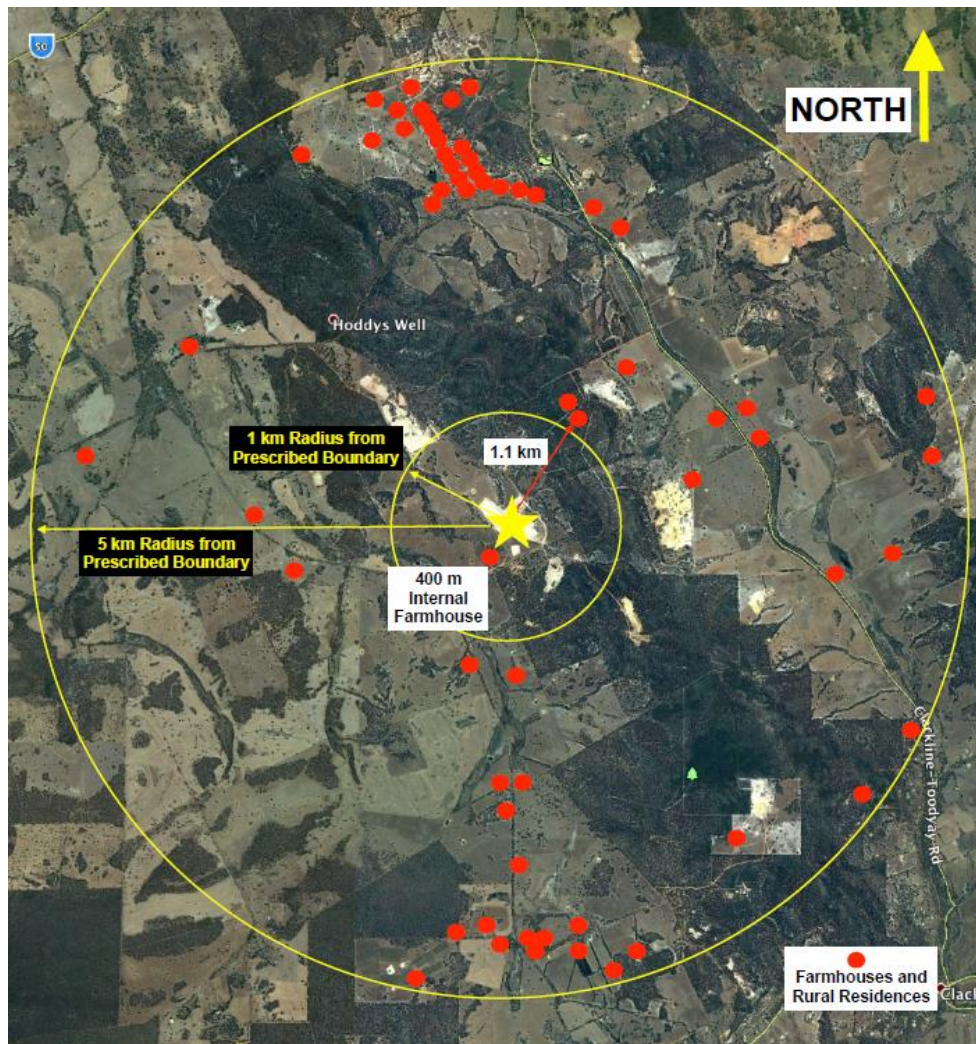 50
NORTH
Hoddys Well
1 km Radius from
Prescribed Boundary
1.1 km
5 km Radius from
Prescribed Boundary
400 m
Internal
Farmhouse
Clackline-Toodyay Rd
Farmhouses and
Rural Residences
Clac